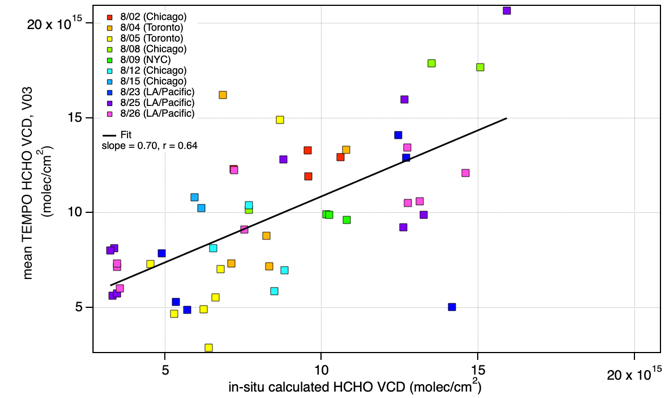 20 x 10¹⁵
15
10
5
mean TEMPO HCHO VCD, V03
(molec/cm²)
8/02 (Chicago)
8/04 (Toronto)
8/05 (Toronto)
8/08 (Chicago)
8/09 (NYC)
8/12 (Chicago)
8/15 (Chicago)
8/23 (LA/Pacific)
8/25 (LA/Pacific)
8/26 (LA/Pacific)
Fit
slope = 0.70, r = 0.64
5
10
15
20 x 10¹⁵
in-situ calculated HCHO VCD (molec/cm²)